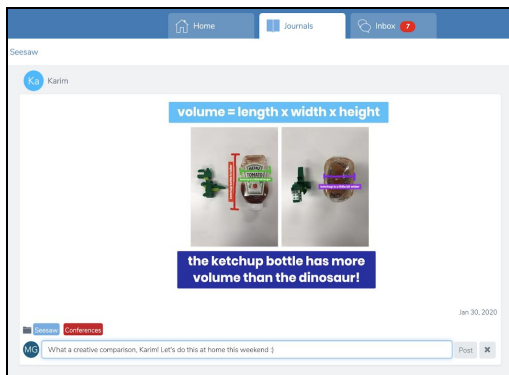 Home
Journals
Inbox 7
Seesaw
Ka Karim
volume = length x width x height
HEINZ
TOMATO
the ketchup bottle has more
volume than the dinosaur!
Jan 30, 2020
Seesaw Conferences
MG What a creative comparison, Karim! Let's do this at home this weekend :) Post